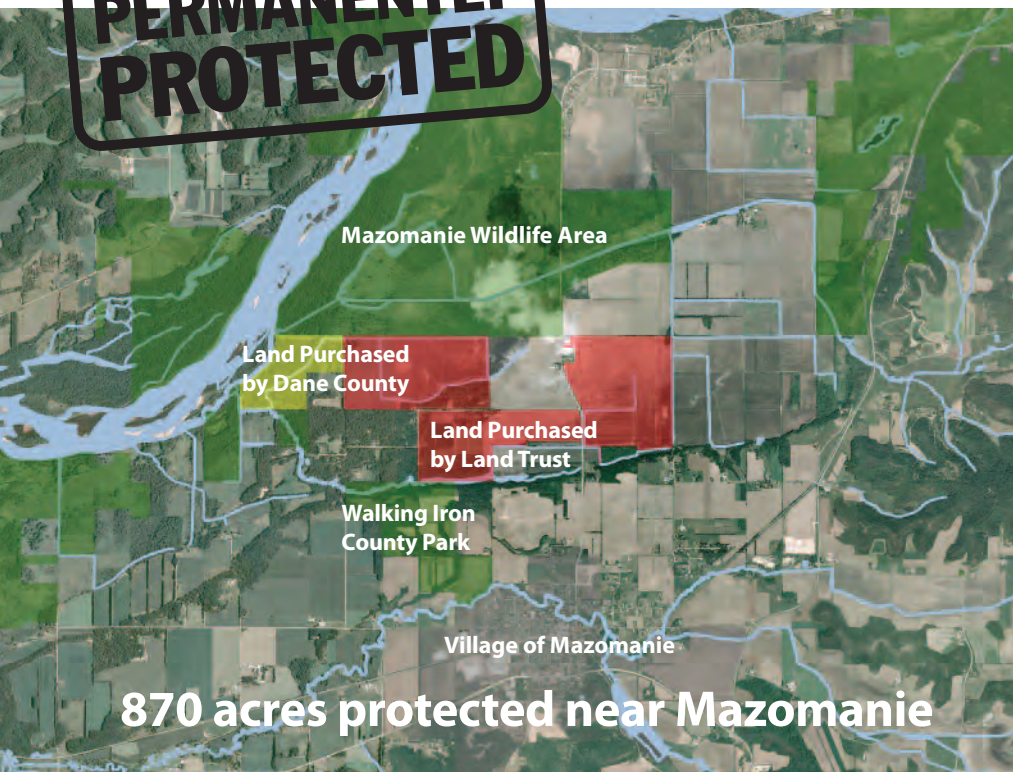 PERMANENTLY
PROTECTED
Mazomanie Wildlife Area
Land Purchased
by Dane County
Land Purchased
by Land Trust
Walking Iron
County Park
Village of Mazomanie
870 acres protected near Mazomanie